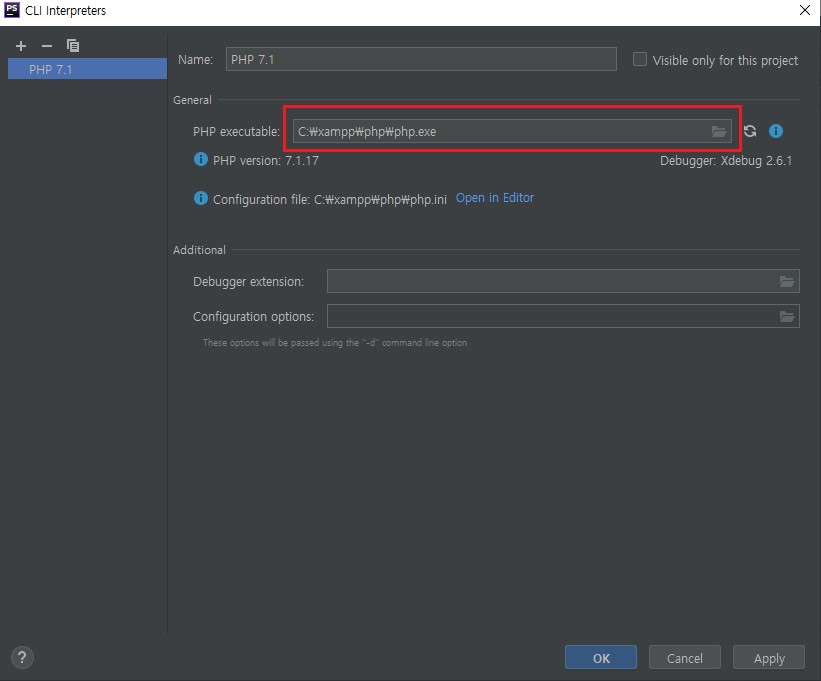 PS CLI Interpreters
PHP 7.1
Name: PHP 7.1 Visible only for this project
General
PHP executable: C:₩xampp₩php₩php.exe
PHP version: 7.1.17 Debugger: Xdebug 2.6.1
Configuration file: C:₩xampp₩php₩php.ini Open in Editor
Additional
Debugger extension:
Configuration options:
These options will be passed using the "-d" command line option
? OK Cancel Apply